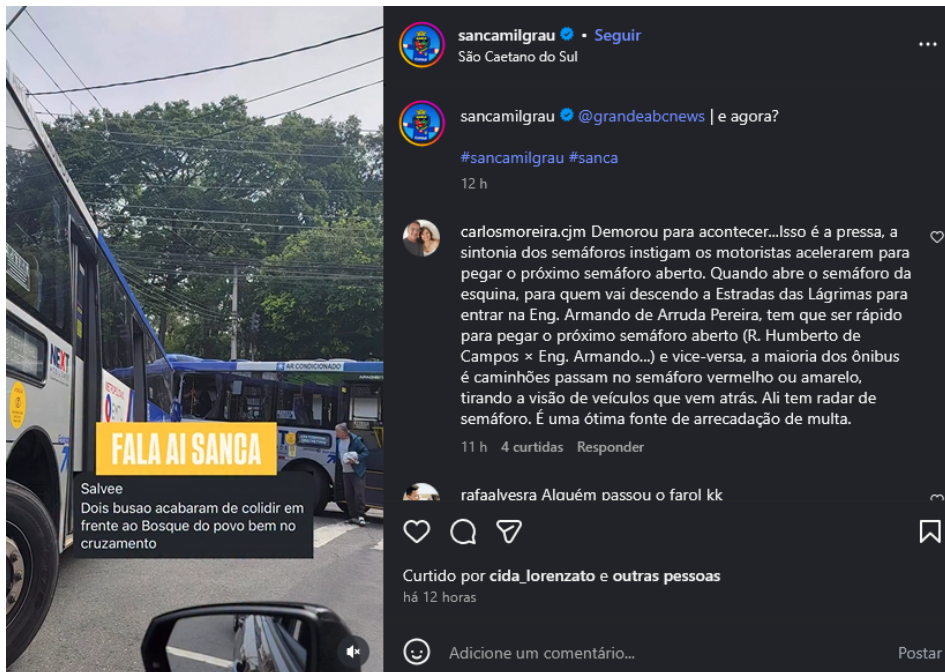 sancamilgrau • Seguir
São Caetano do Sul
sancamilgrau @grandeabcnews | e agora?
#sancamilgrau #sanca
12 h
carlosmoreira.cjm Demorou para acontecer...Isso é a pressa, a
sintonia dos semáforos instigam os motoristas acelerarem para
pegar o próximo semáforo aberto. Quando abre o semáforo da
esquina, para quem vai descendo a Estradas das Lágrimas para
entrar na Eng. Armando de Arruda Pereira, tem que ser rápido
para pegar o próximo semáforo aberto (R. Humberto de
Campos × Eng. Armando...) e vice-versa, a maioria dos ônibus
é caminhões passam no semáforo vermelho ou amarelo,
tirando a visão de veículos que vem atrás. Ali tem radar de
semáforo. É uma ótima fonte de arrecadação de multa.
11 h 4 curtidas Responder
rafaalvesra Alguém passou o farol kk
Curtido por cida_lorenzato e outras pessoas
há 12 horas
Adicione um comentário...
Postar
NEXT
AR CONDICIONADO
FALA AI SANCA
Salvee
Dois busao acabaram de colidir em
frente ao Bosque do povo bem no
cruzamento